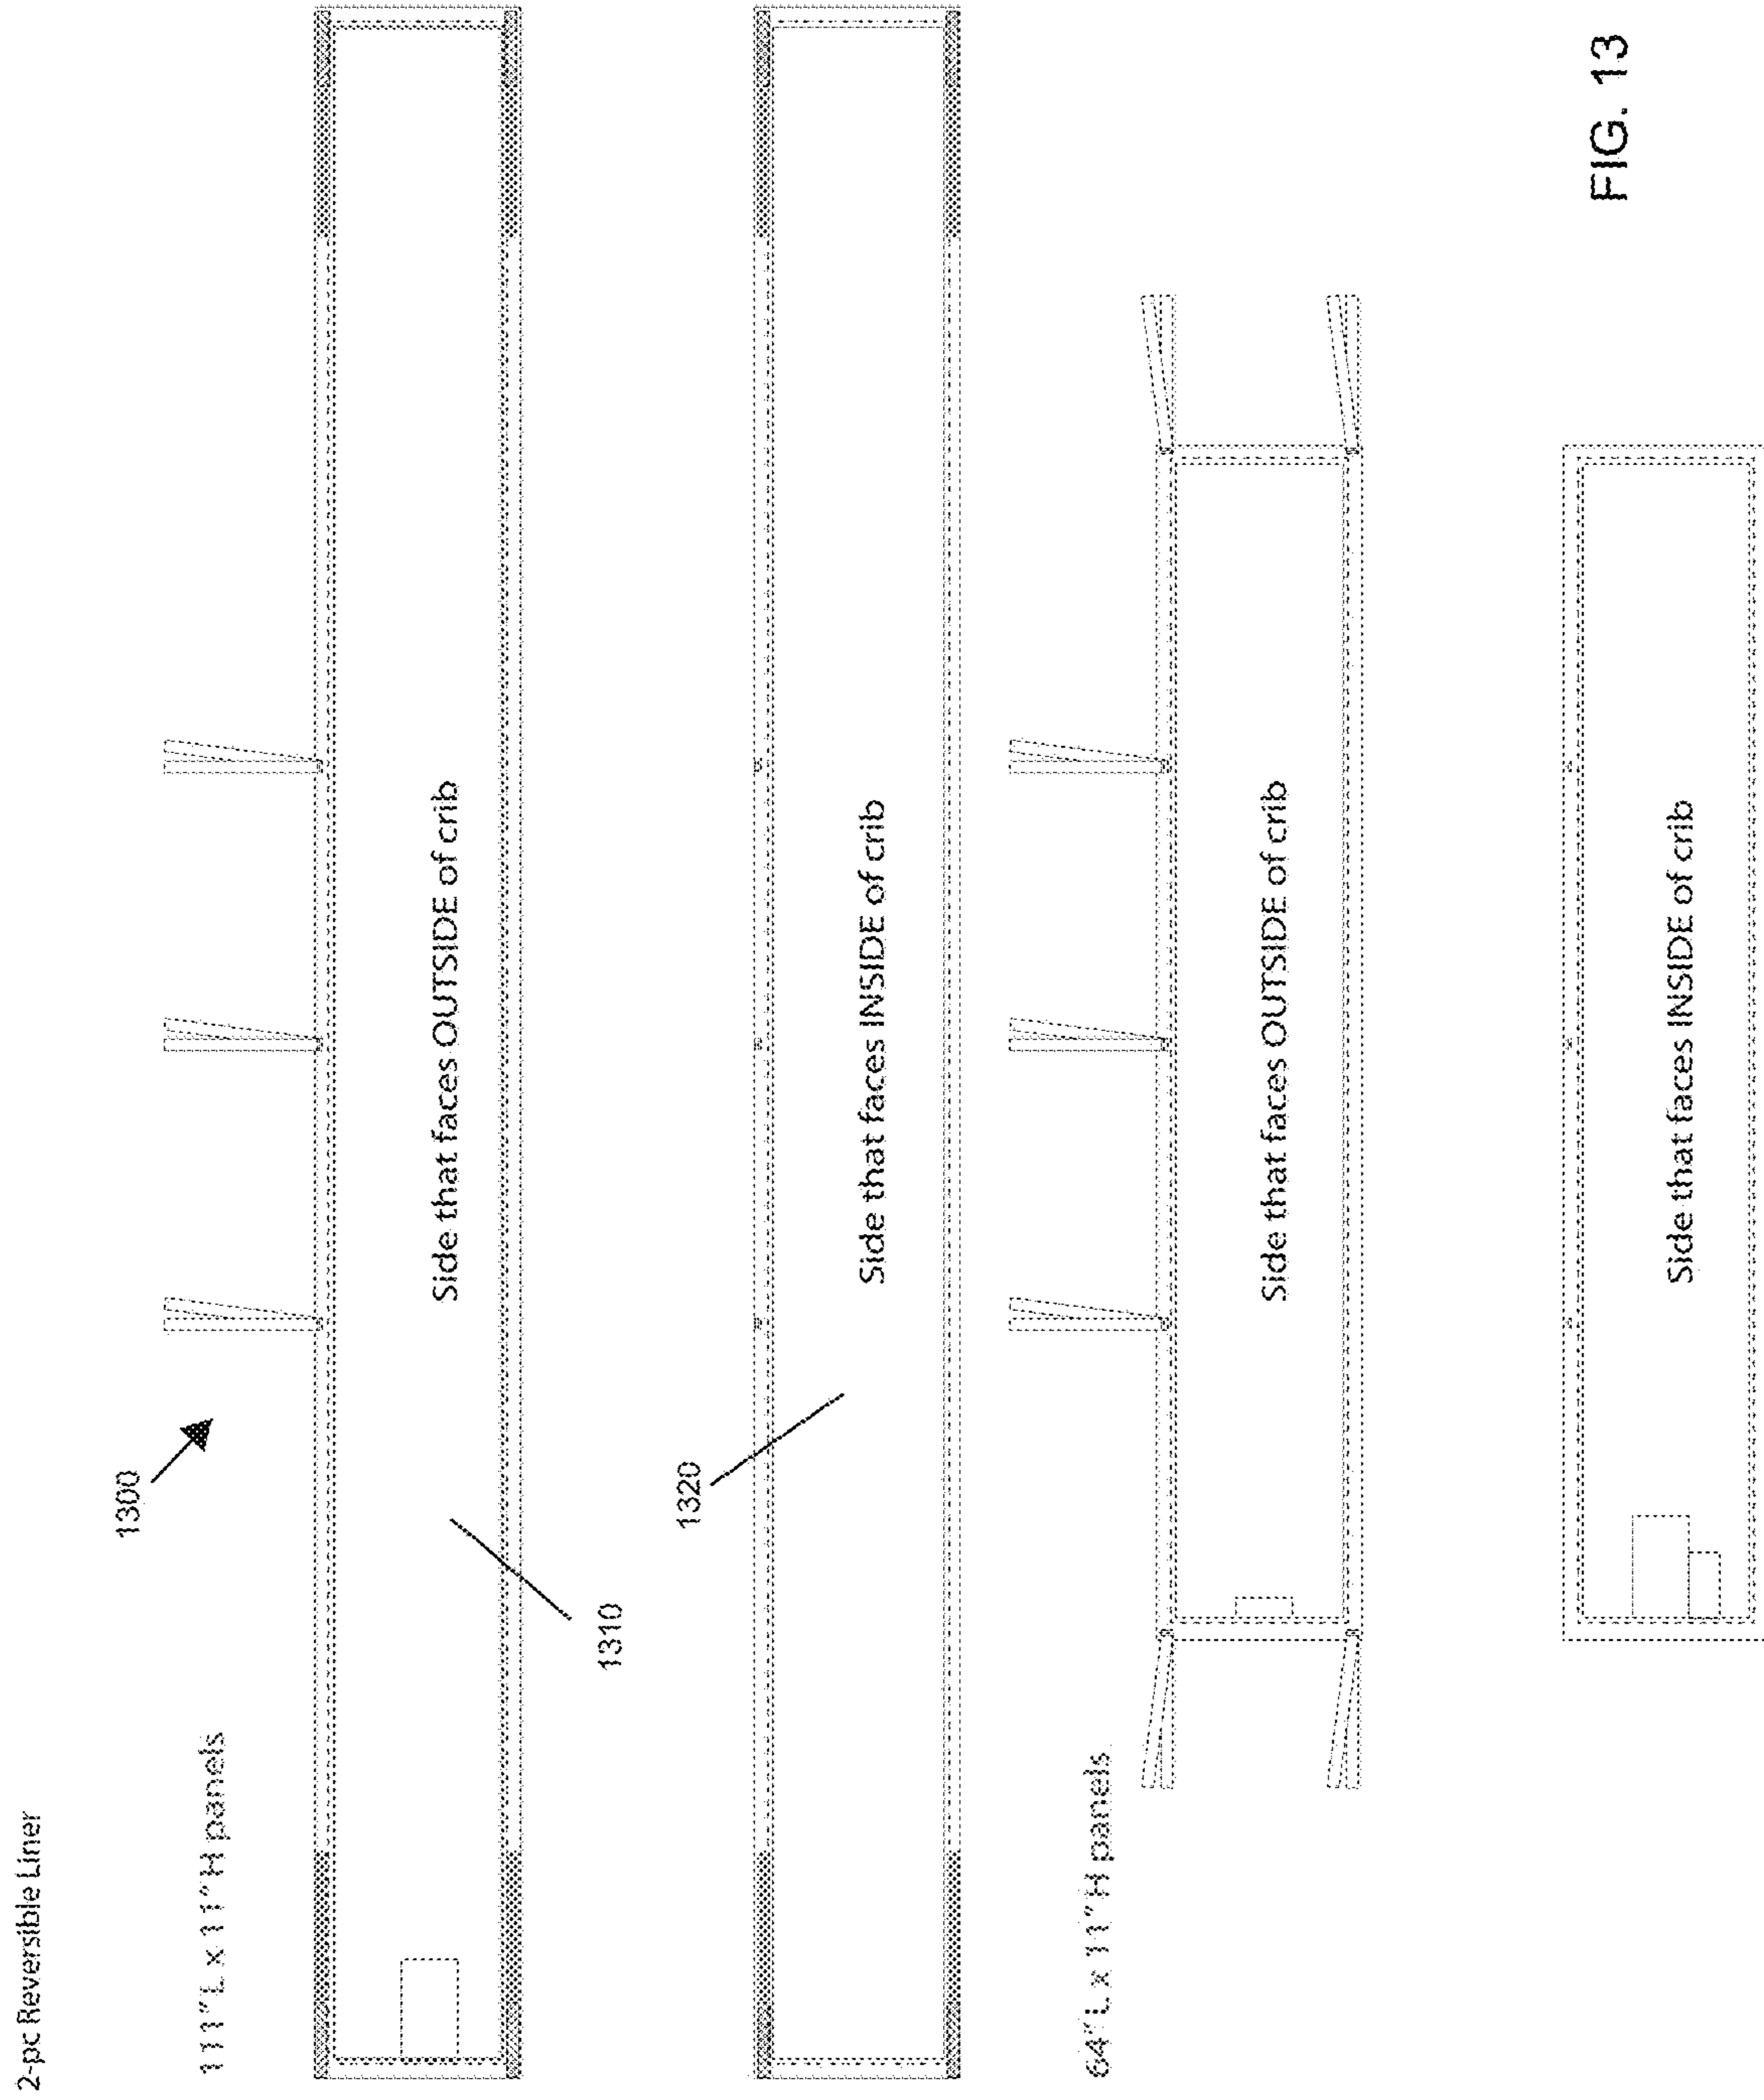 2-pc Reversible Liner
1300
111"L x 11"H panels
Side that faces OUTSIDE of crib
1310
1320
Side that faces INSIDE of crib
64"L x 11"H panels
Side that faces OUTSIDE of crib
Side that faces INSIDE of crib
FIG. 13